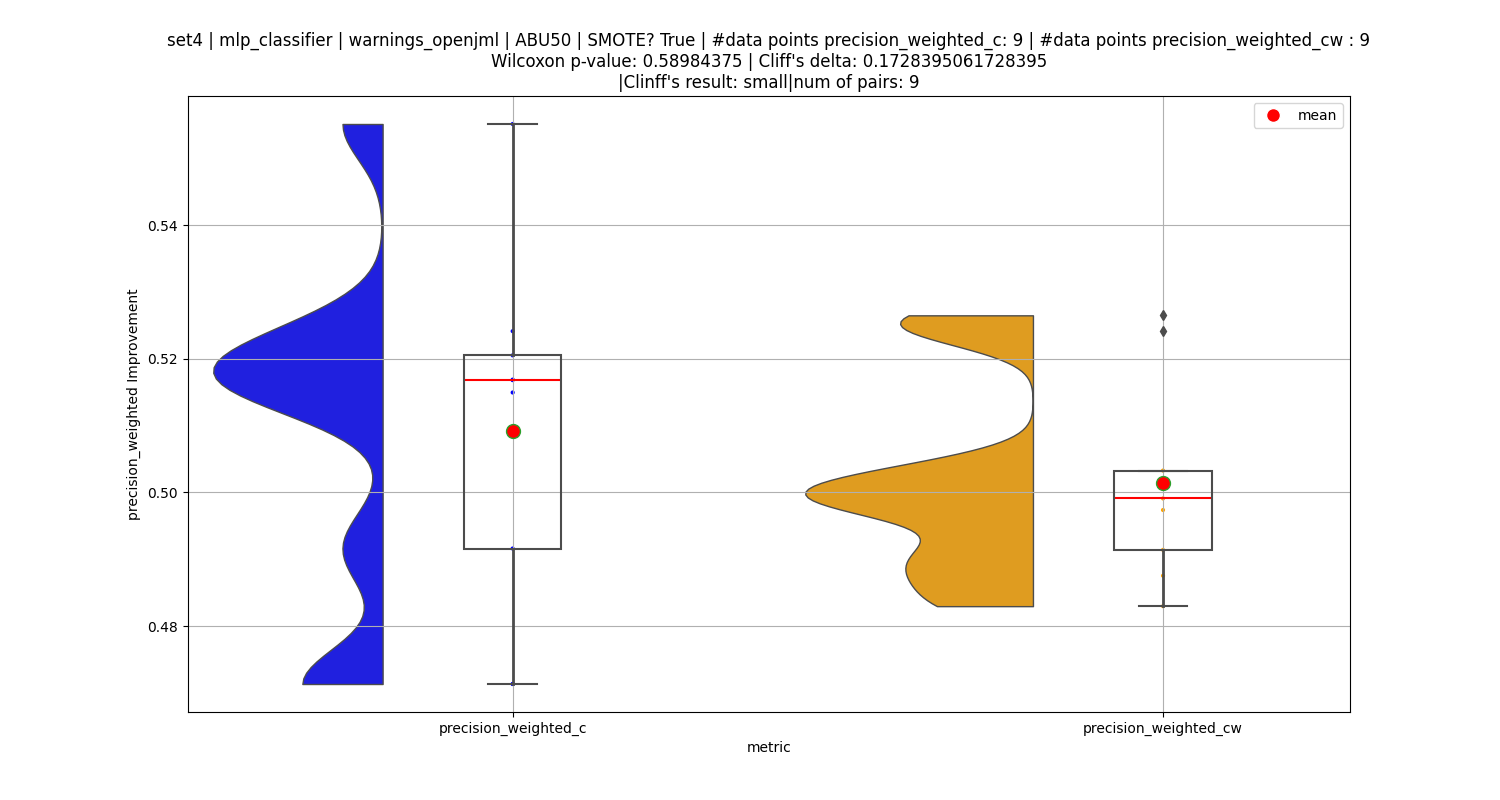 set4 | mlp_classifier | warnings_openjml | ABU50 | SMOTE? True | #data points precision_weighted_c: 9 | #data points precision_weighted_cw : 9
Wilcoxon p-value: 0.58984375 | Cliff's delta: 0.1728395061728395
|Clinff's result: small|num of pairs: 9
mean
precision_weighted Improvement
0.54
0.52
0.50
0.48
precision_weighted_c
precision_weighted_cw
metric